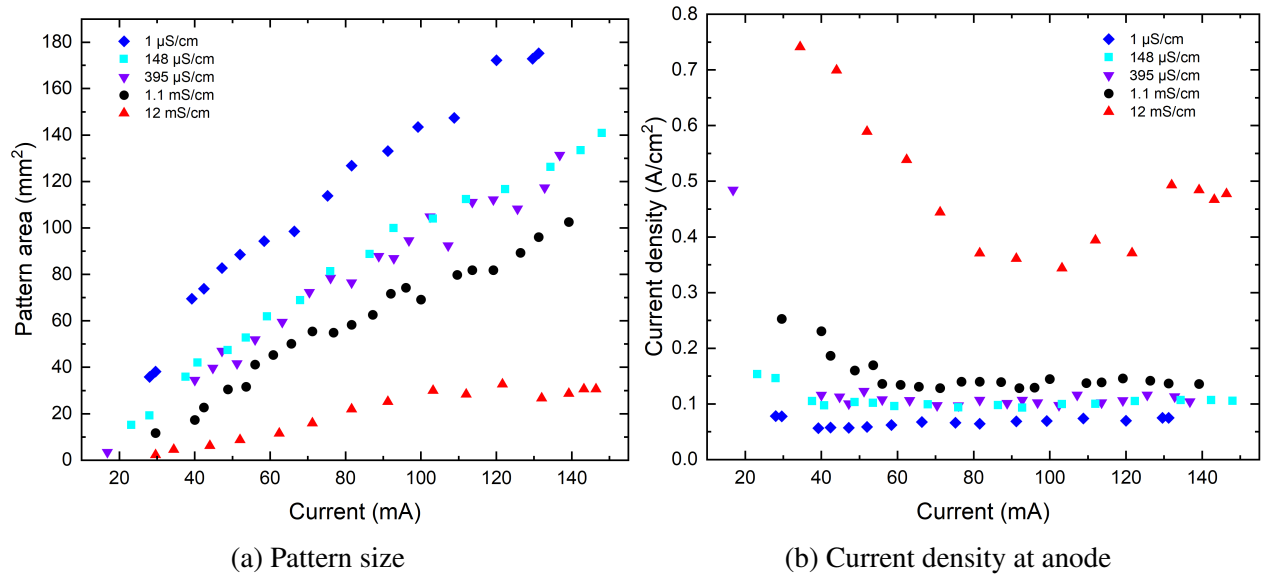 180
160
140
120
100
80
60
40
20
0
20 40 60 80 100 120 140
Pattern area (mm²)
Current (mA)
1 µS/cm
148 µS/cm
395 µS/cm
1.1 mS/cm
12 mS/cm
(a) Pattern size
0.8
0.7
0.6
0.5
0.4
0.3
0.2
0.1
0.0
20 40 60 80 100 120 140
Current density (A/cm²)
Current (mA)
1 µS/cm
148 µS/cm
395 µS/cm
1.1 mS/cm
12 mS/cm
(b) Current density at anode